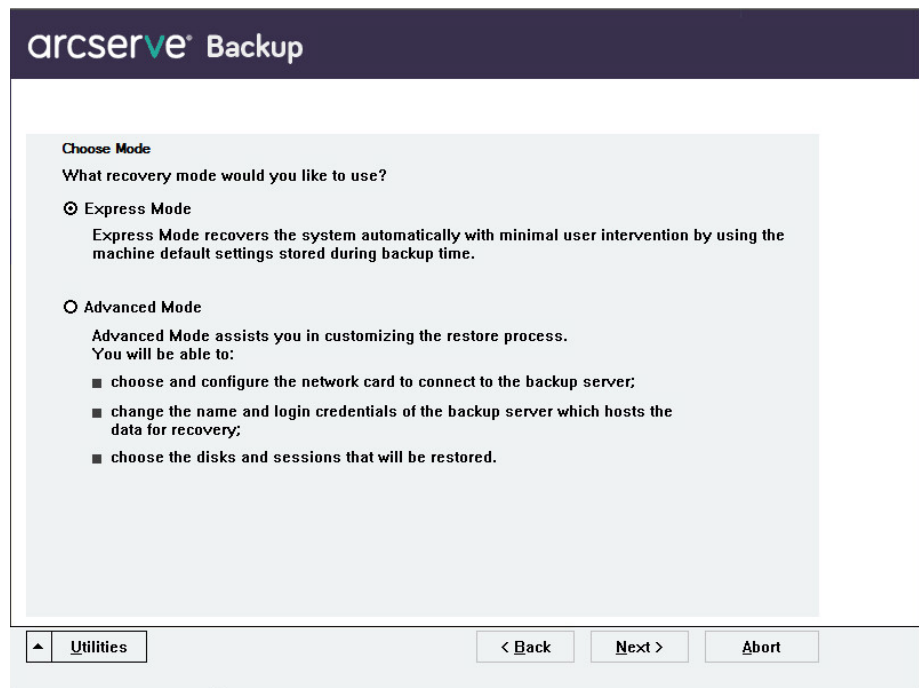 arcserve® Backup
Choose Mode
What recovery mode would you like to use?
Express Mode
Express Mode recovers the system automatically with minimal user intervention by using the
machine default settings stored during backup time.
Advanced Mode
Advanced Mode assists you in customizing the restore process.
You will be able to:
choose and configure the network card to connect to the backup server;
change the name and login credentials of the backup server which hosts the
data for recovery;
choose the disks and sessions that will be restored.
Utilities
< Back
Next >
Abort